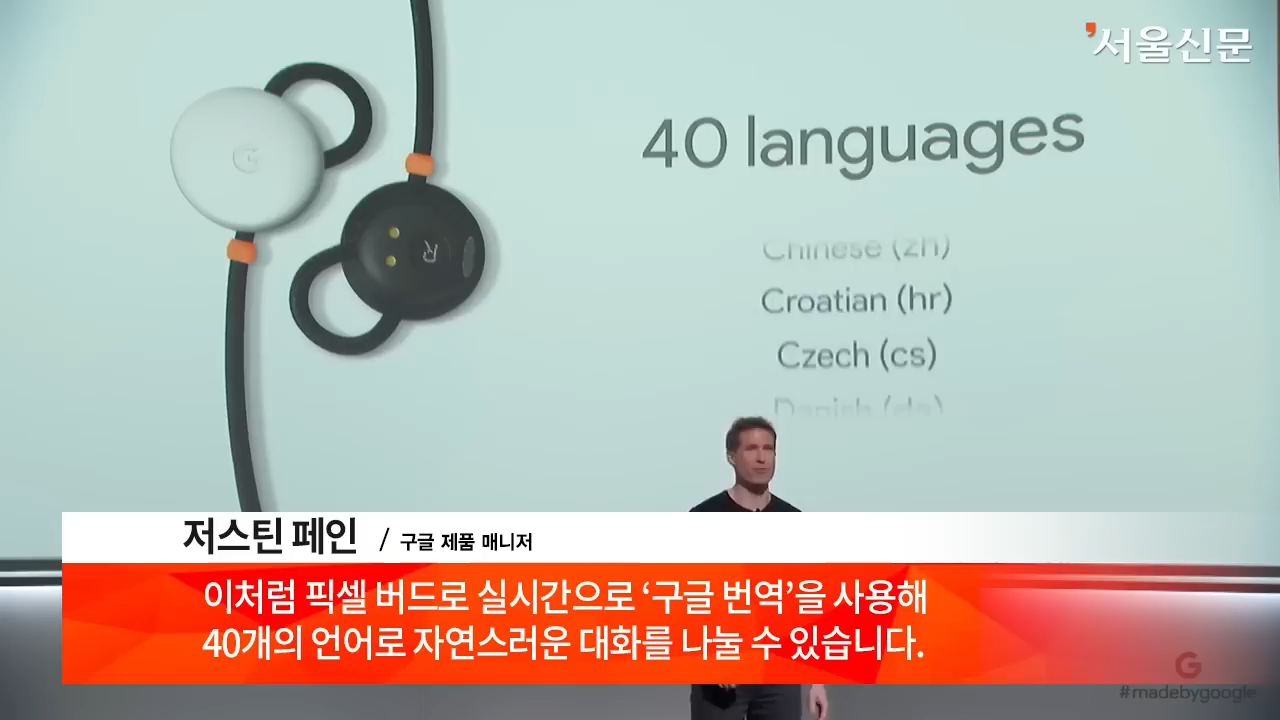 '서울신문
40 languages
Chinese (zh)
Croatian (hr)
Czech (cs)
Danish (da)
G
R
저스틴 페인 / 구글 제품 매니저
이처럼 픽셀 버드로 실시간으로 ‘구글 번역’을 사용해
40개의 언어로 자연스러운 대화를 나눌 수 있습니다.
G
#madebygoogle